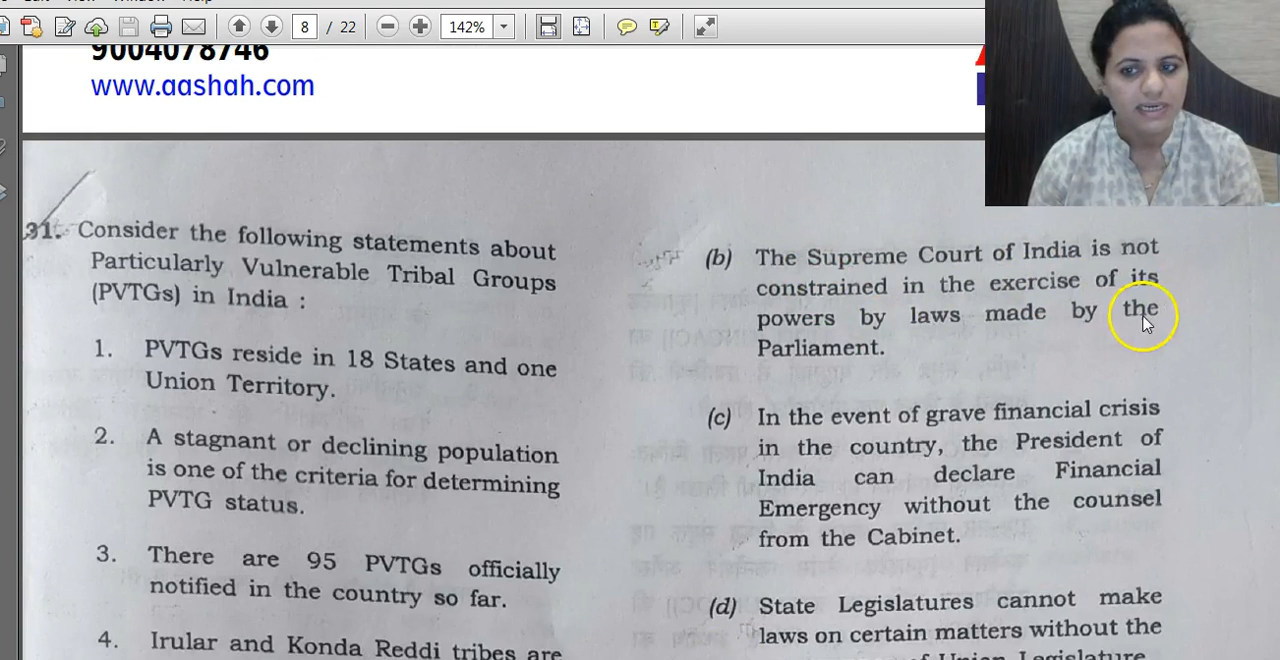 8 / 22
142%
9004078746
www.aashah.com
31. Consider the following statements about
Particularly Vulnerable Tribal Groups
(PVTGs) in India :
1. PVTGs reside in 18 States and one
Union Territory.
2. A stagnant or declining population
is one of the criteria for determining
PVTG status.
3. There are 95 PVTGs officially
notified in the country so far.
4. Irular and Konda Reddi tribes are
(b) The Supreme Court of India is not
constrained in the exercise of its
powers by laws made by the
Parliament.
(c) In the event of grave financial crisis
in the country, the President of
India can declare Financial
Emergency without the counsel
from the Cabinet.
(d) State Legislatures cannot make
laws on certain matters without the
of Union Legislature